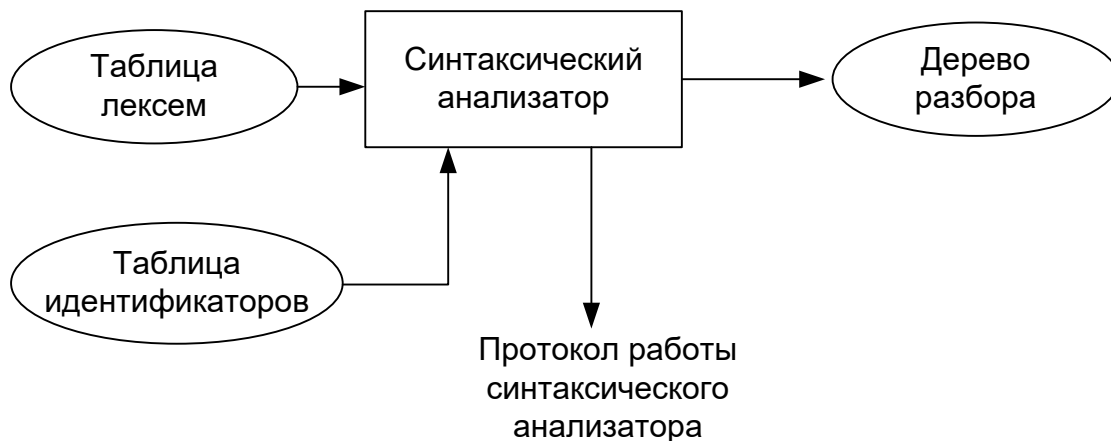 Таблица
лексем
Синтаксический
анализатор
Дерево
разбора
Таблица
идентификаторов
Протокол работы
синтаксического
анализатора